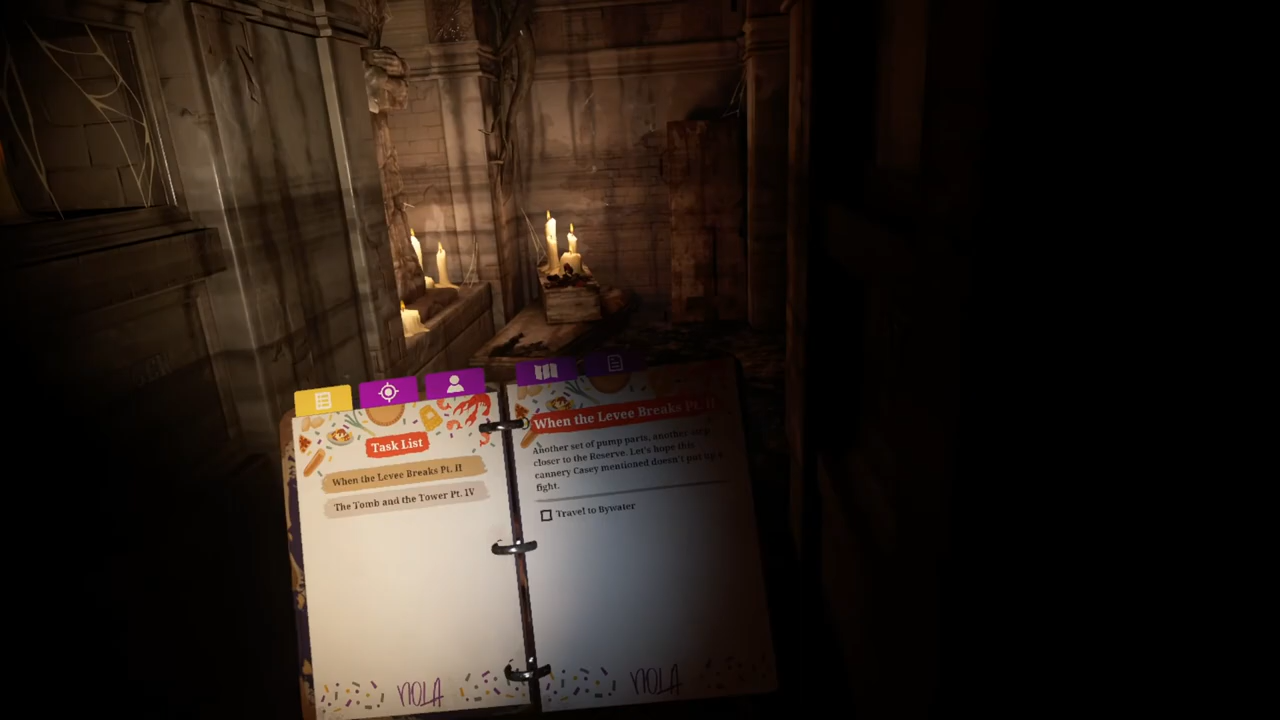 Task List
When the Levee Breaks Pt. II
The Tomb and the Tower Pt. IV
NOLA
When the Levee Breaks Pt. II
Another set of pump parts, another step
closer to the Reserve. Let's hope this
cannery Casey mentioned doesn't put up a
fight.
Travel to Bywater
NOLA